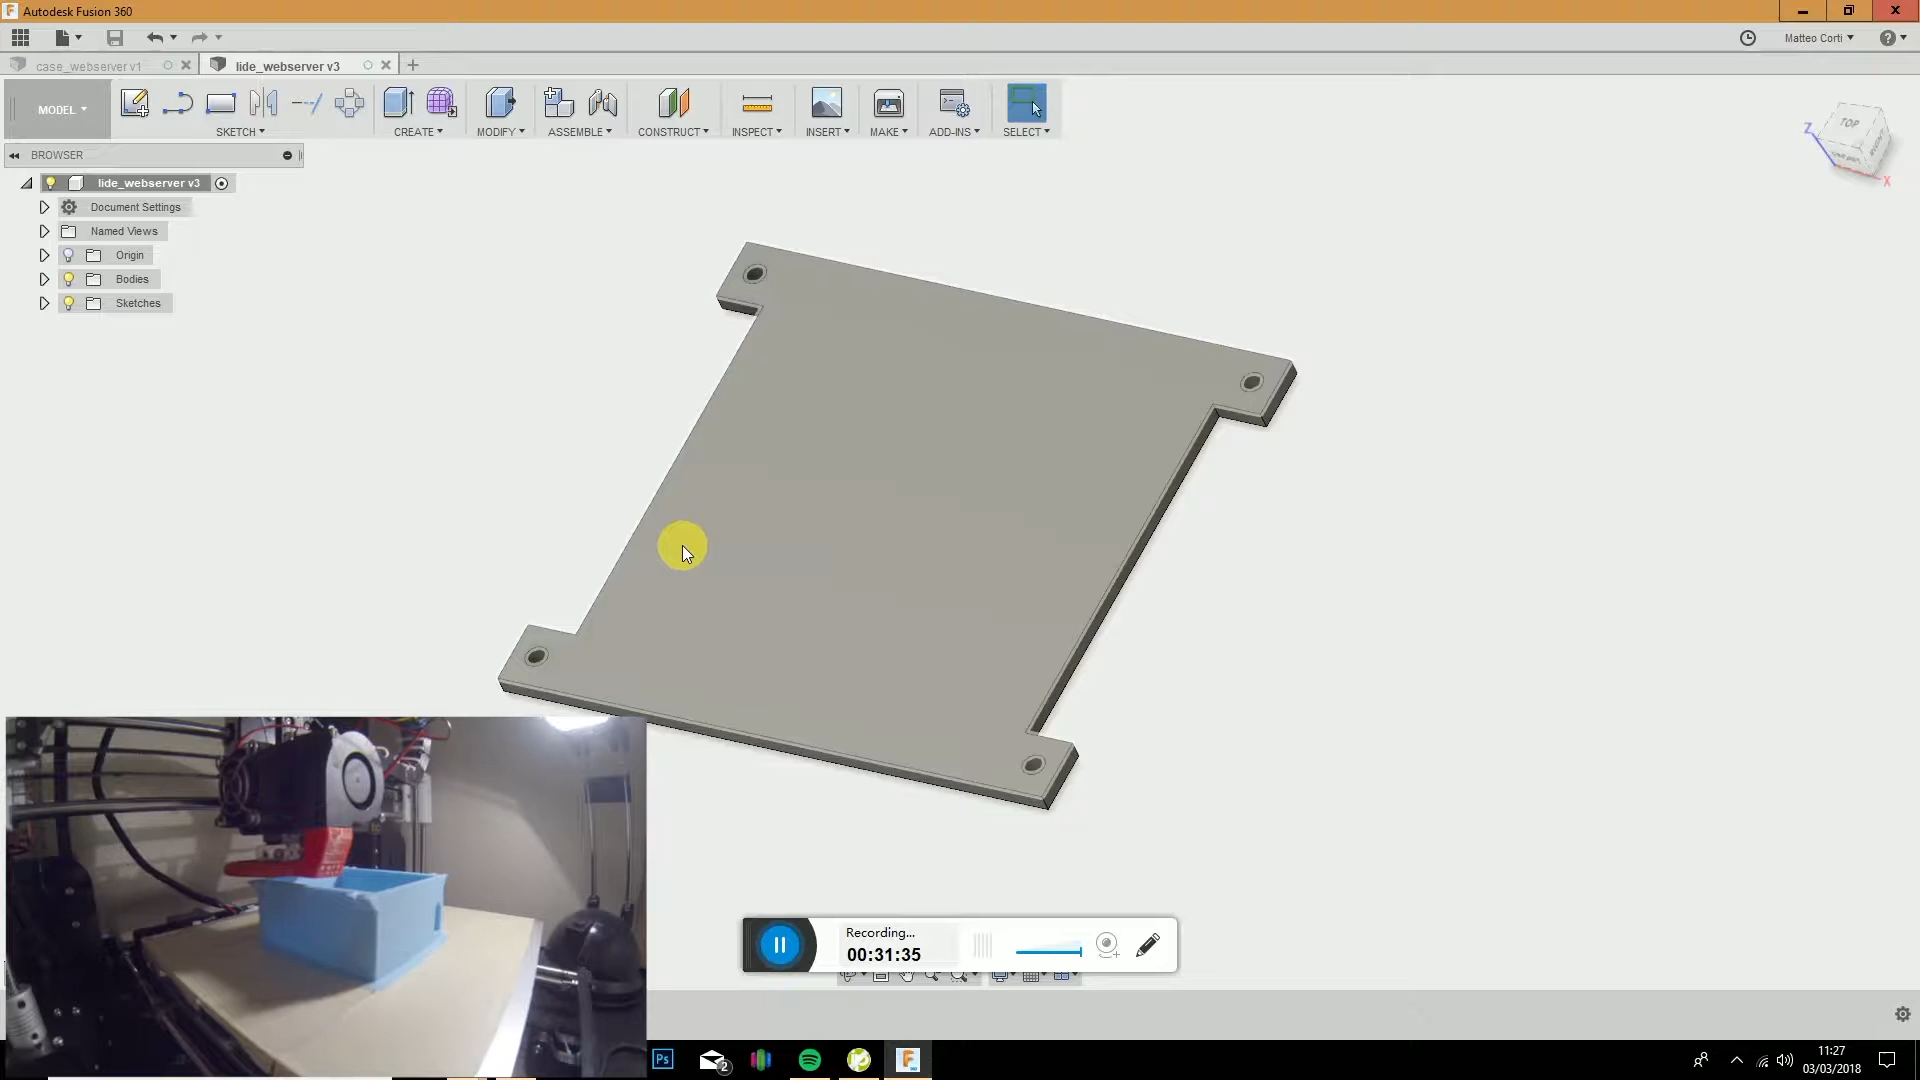 Autodesk Fusion 360
Matteo Corti
case_webserver v1
lide_webserver v3
MODEL
SKETCH
CREATE
MODIFY
ASSEMBLE
CONSTRUCT
INSPECT
INSERT
MAKE
ADD-INS
SELECT
BROWSER
TOP
Z
X
lide_webserver v3
Document Settings
Named Views
Origin
Bodies
Sketches
Recording...
00:31:35
Ps
2
11:27
03/03/2018